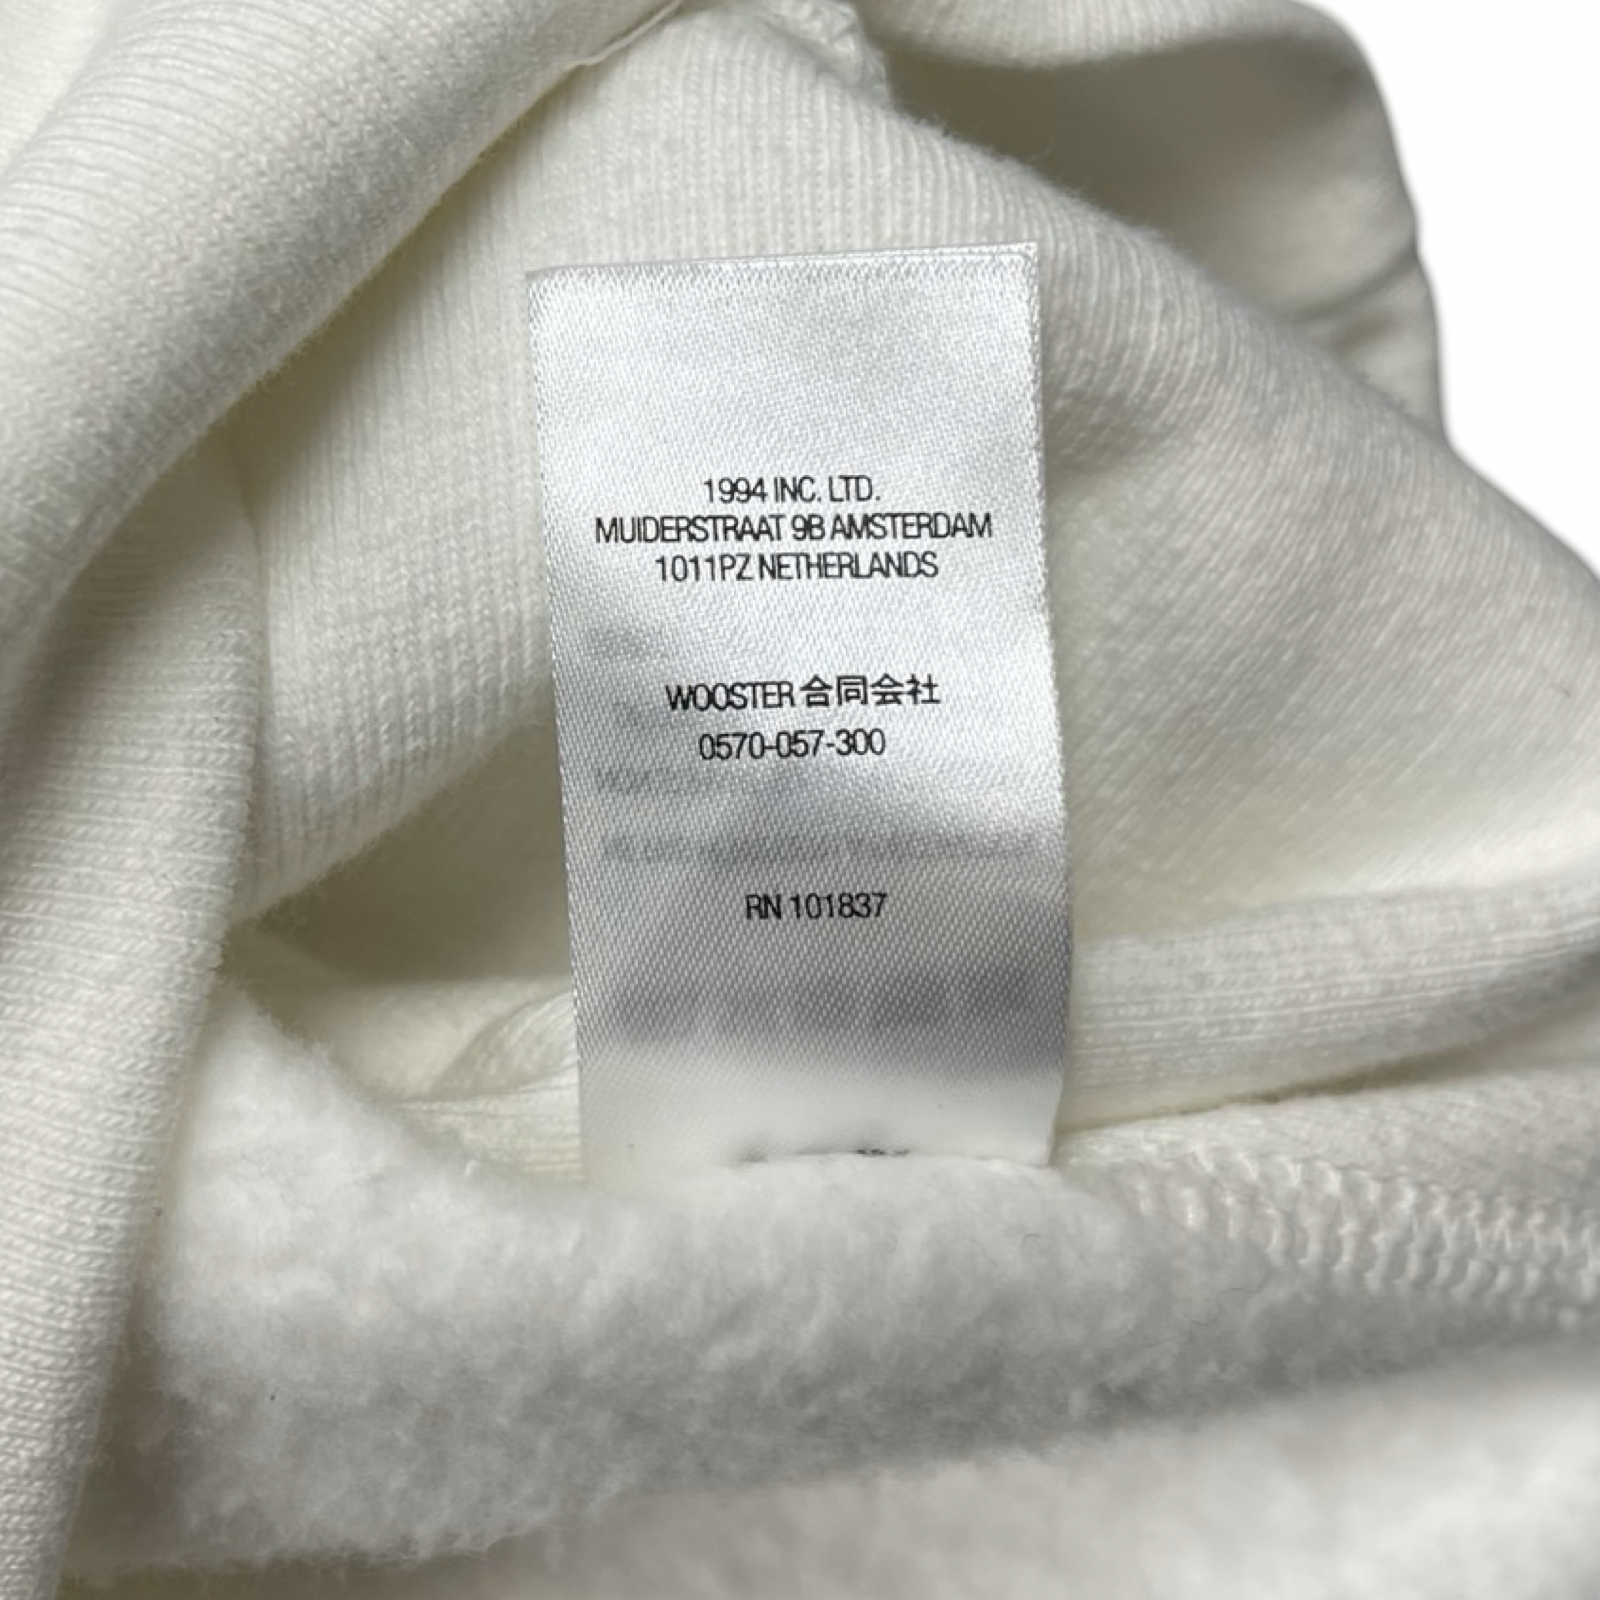 1994 INC. LTD.
MUIDERSTRAAT 9B AMSTERDAM
1011PZ NETHERLANDS
WOOSTER 合同会社
0570-057-300
RN 101837